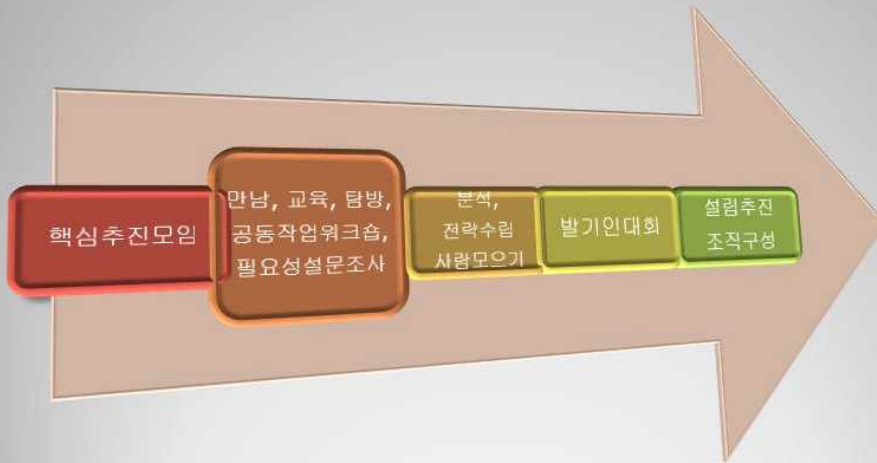 핵심추진모임
만남, 교육, 탐방,
공동작업워크숍,
필요성설문조사
분석,
전략수립
사람모으기
발기인대회
설립추진
조직구성